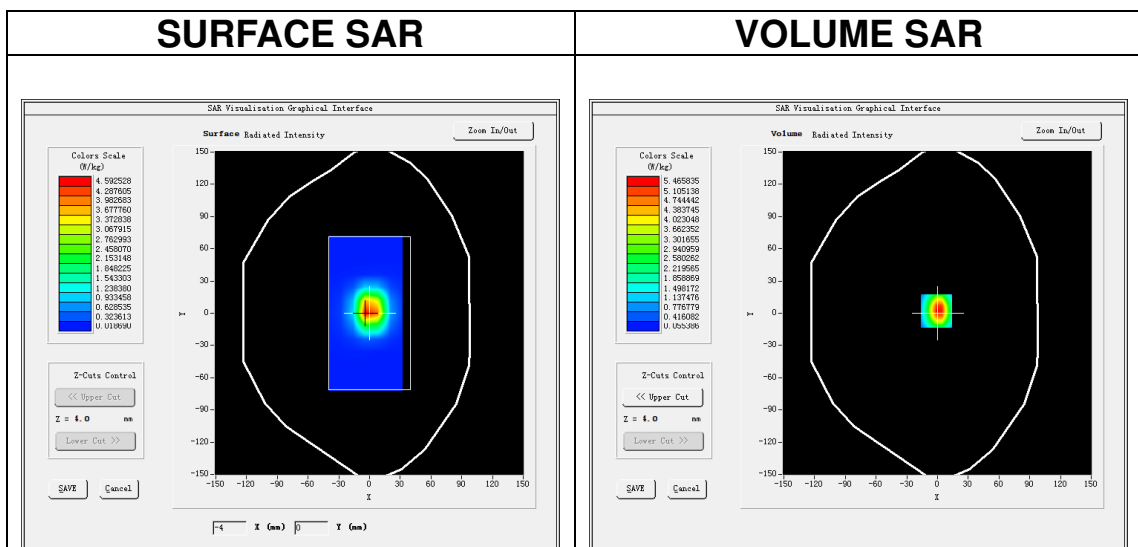 SURFACE SAR
SAR Visualisation Graphical Interface
Surface Radiated Intensity
Zoom In/Out
Colors Scale
(W/kg)
4.592528
4.287605
3.982683
3.677760
3.372838
3.067915
2.762993
2.458070
2.153148
1.848225
1.543303
1.238380
0.933458
0.628535
0.323613
0.018690
150
120
90
60
30
0
-30
-60
-90
-120
-150
Y
-150 -120 -90 -60 -30 0 30 60 90 120 150
X
Z-Cuts Control
<< Upper Cut
Z = 4.0 mm
Lower Cut >>
SAVE Cancel
-4 X (mm) 0 Y (mm)
VOLUME SAR
SAR Visualisation Graphical Interface
Volume Radiated Intensity
Zoom In/Out
Colors Scale
(W/kg)
5.465835
5.105138
4.744442
4.383745
4.023048
3.662352
3.301655
2.940959
2.580262
2.219565
1.858869
1.498172
1.137476
0.776779
0.416082
0.055386
150
120
90
60
30
0
-30
-60
-90
-120
-150
Y
-150 -120 -90 -60 -30 0 30 60 90 120 150
X
Z-Cuts Control
<< Upper Cut
Z = 4.0 mm
Lower Cut >>
SAVE Cancel